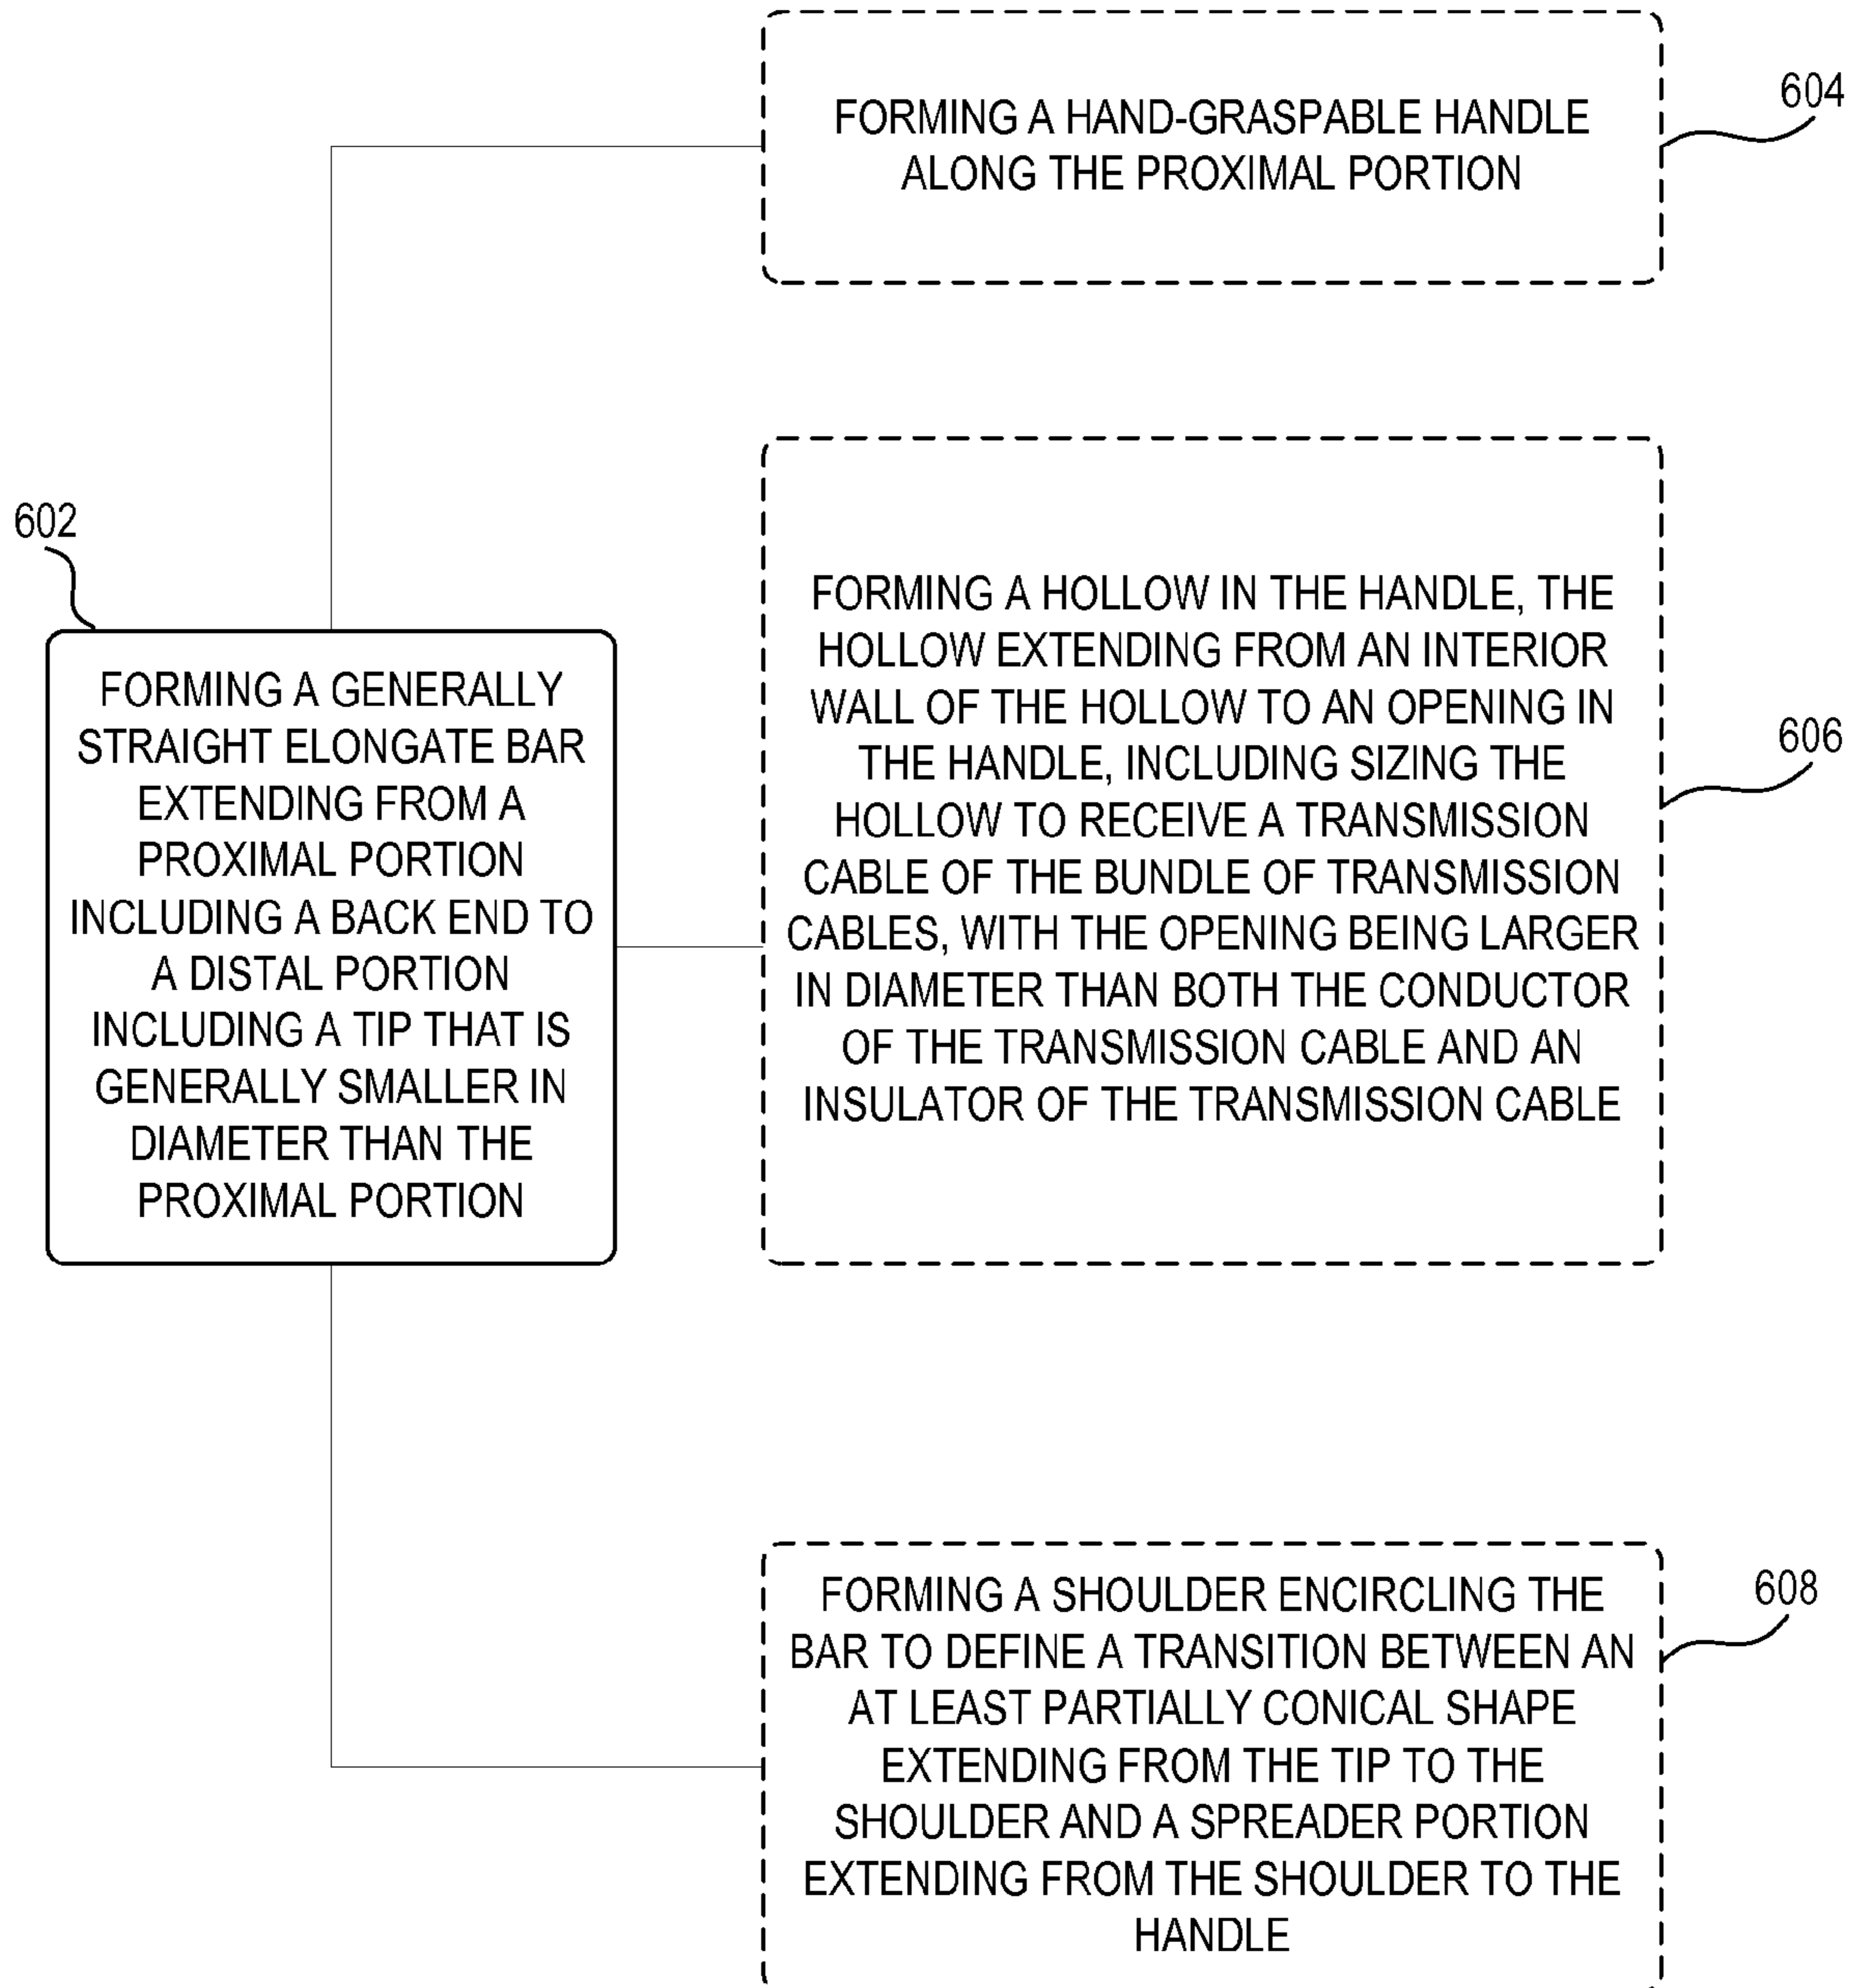 FORMING A HAND-GRASPABLE HANDLE
ALONG THE PROXIMAL PORTION
604
602
FORMING A GENERALLY
STRAIGHT ELONGATE BAR
EXTENDING FROM A
PROXIMAL PORTION
INCLUDING A BACK END TO
A DISTAL PORTION
INCLUDING A TIP THAT IS
GENERALLY SMALLER IN
DIAMETER THAN THE
PROXIMAL PORTION
FORMING A HOLLOW IN THE HANDLE, THE
HOLLOW EXTENDING FROM AN INTERIOR
WALL OF THE HOLLOW TO AN OPENING IN
THE HANDLE, INCLUDING SIZING THE
HOLLOW TO RECEIVE A TRANSMISSION
CABLE OF THE BUNDLE OF TRANSMISSION
CABLES, WITH THE OPENING BEING LARGER
IN DIAMETER THAN BOTH THE CONDUCTOR
OF THE TRANSMISSION CABLE AND AN
INSULATOR OF THE TRANSMISSION CABLE
606
FORMING A SHOULDER ENCIRCLING THE
BAR TO DEFINE A TRANSITION BETWEEN AN
AT LEAST PARTIALLY CONICAL SHAPE
EXTENDING FROM THE TIP TO THE
SHOULDER AND A SPREADER PORTION
EXTENDING FROM THE SHOULDER TO THE
HANDLE
608